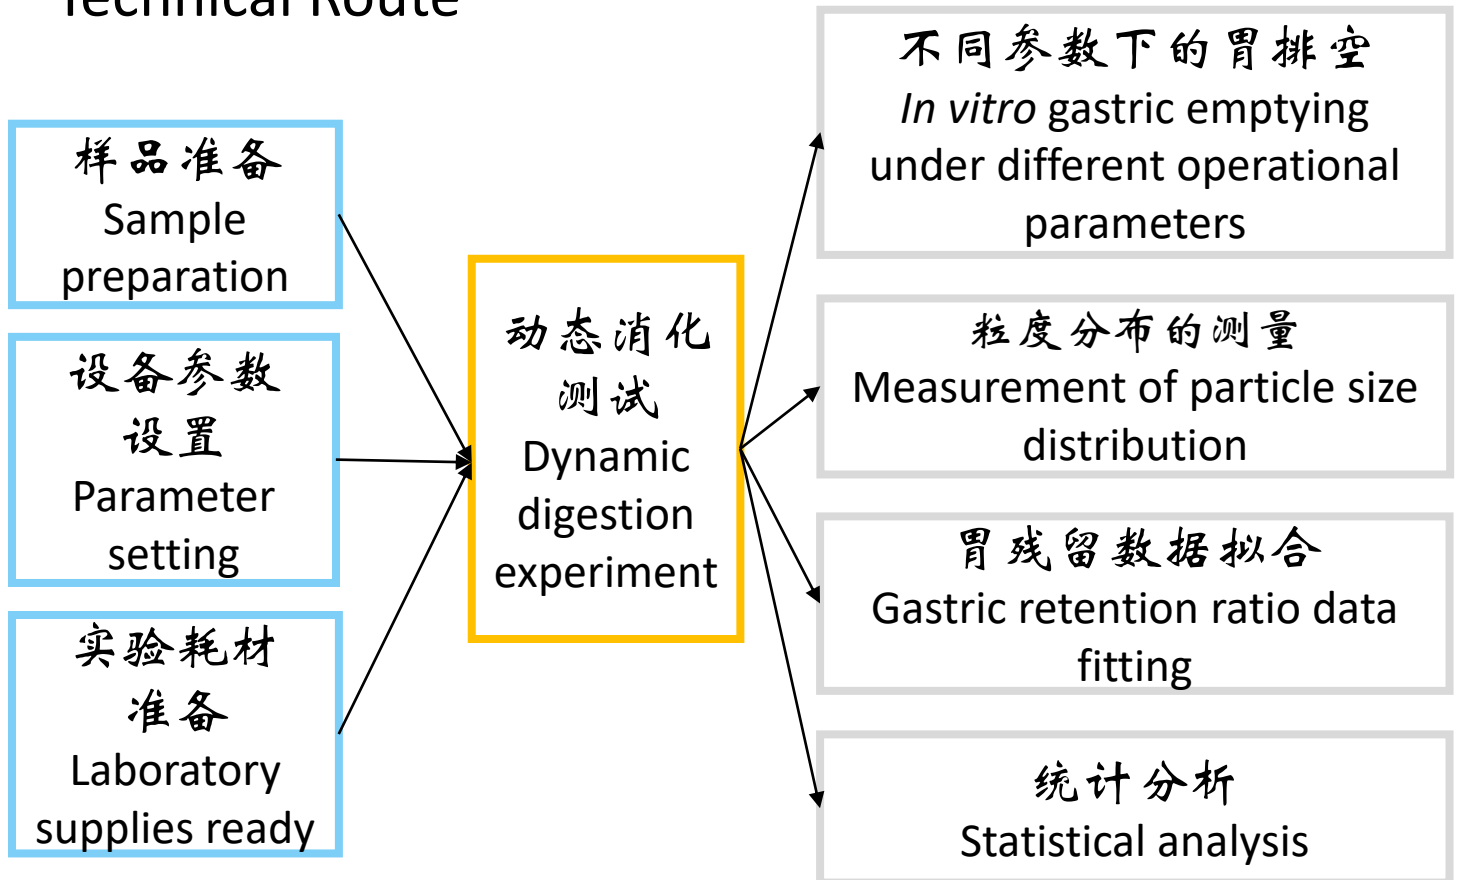 Technical Route
样品准备
Sample
preparation
设备参数
设置
Parameter
setting
实验耗材
准备
Laboratory
supplies ready
动态消化
测试
Dynamic
digestion
experiment
不同参数下的胃排空
In vitro gastric emptying
under different operational
parameters
粒度分布的测量
Measurement of particle size
distribution
胃残留数据拟合
Gastric retention ratio data
fitting
统计分析
Statistical analysis